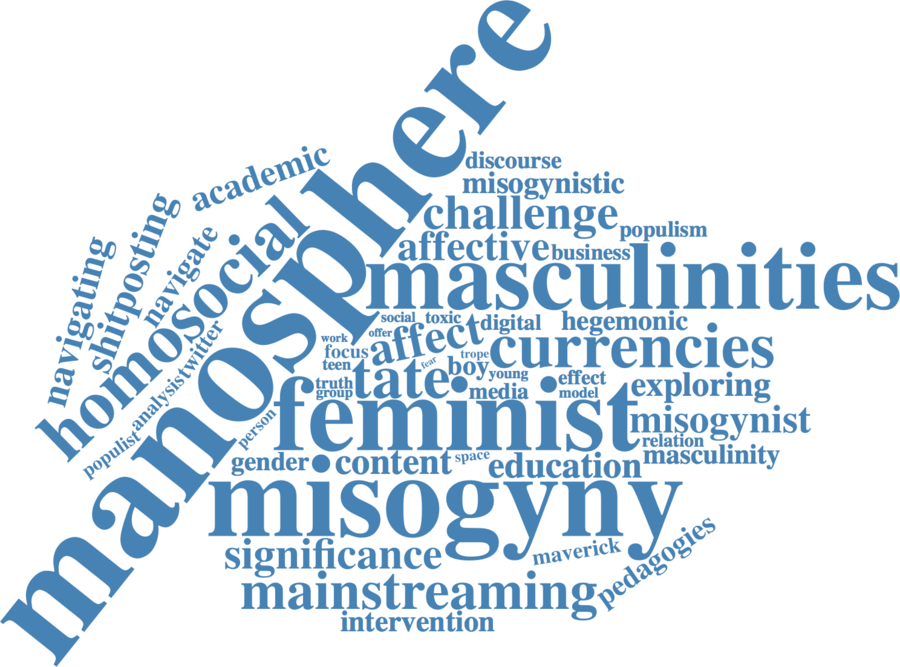 manosphere
academic
discourse
misogynistic
challenge
populism
affective
business
masculinities
navigating
shitposting
navigate
homosocial
social
toxic
digital
hegemonic
work
offer
affect
currencies
focus
trope
teen
fear
boy
tate
young
truth
group
media
effect
model
exploring
twitter
analysis
populist
person
feminist
misogynist
relation
masculinity
gender
content
space
education
misogyny
significance
maverick
pedagogies
mainstreaming
intervention